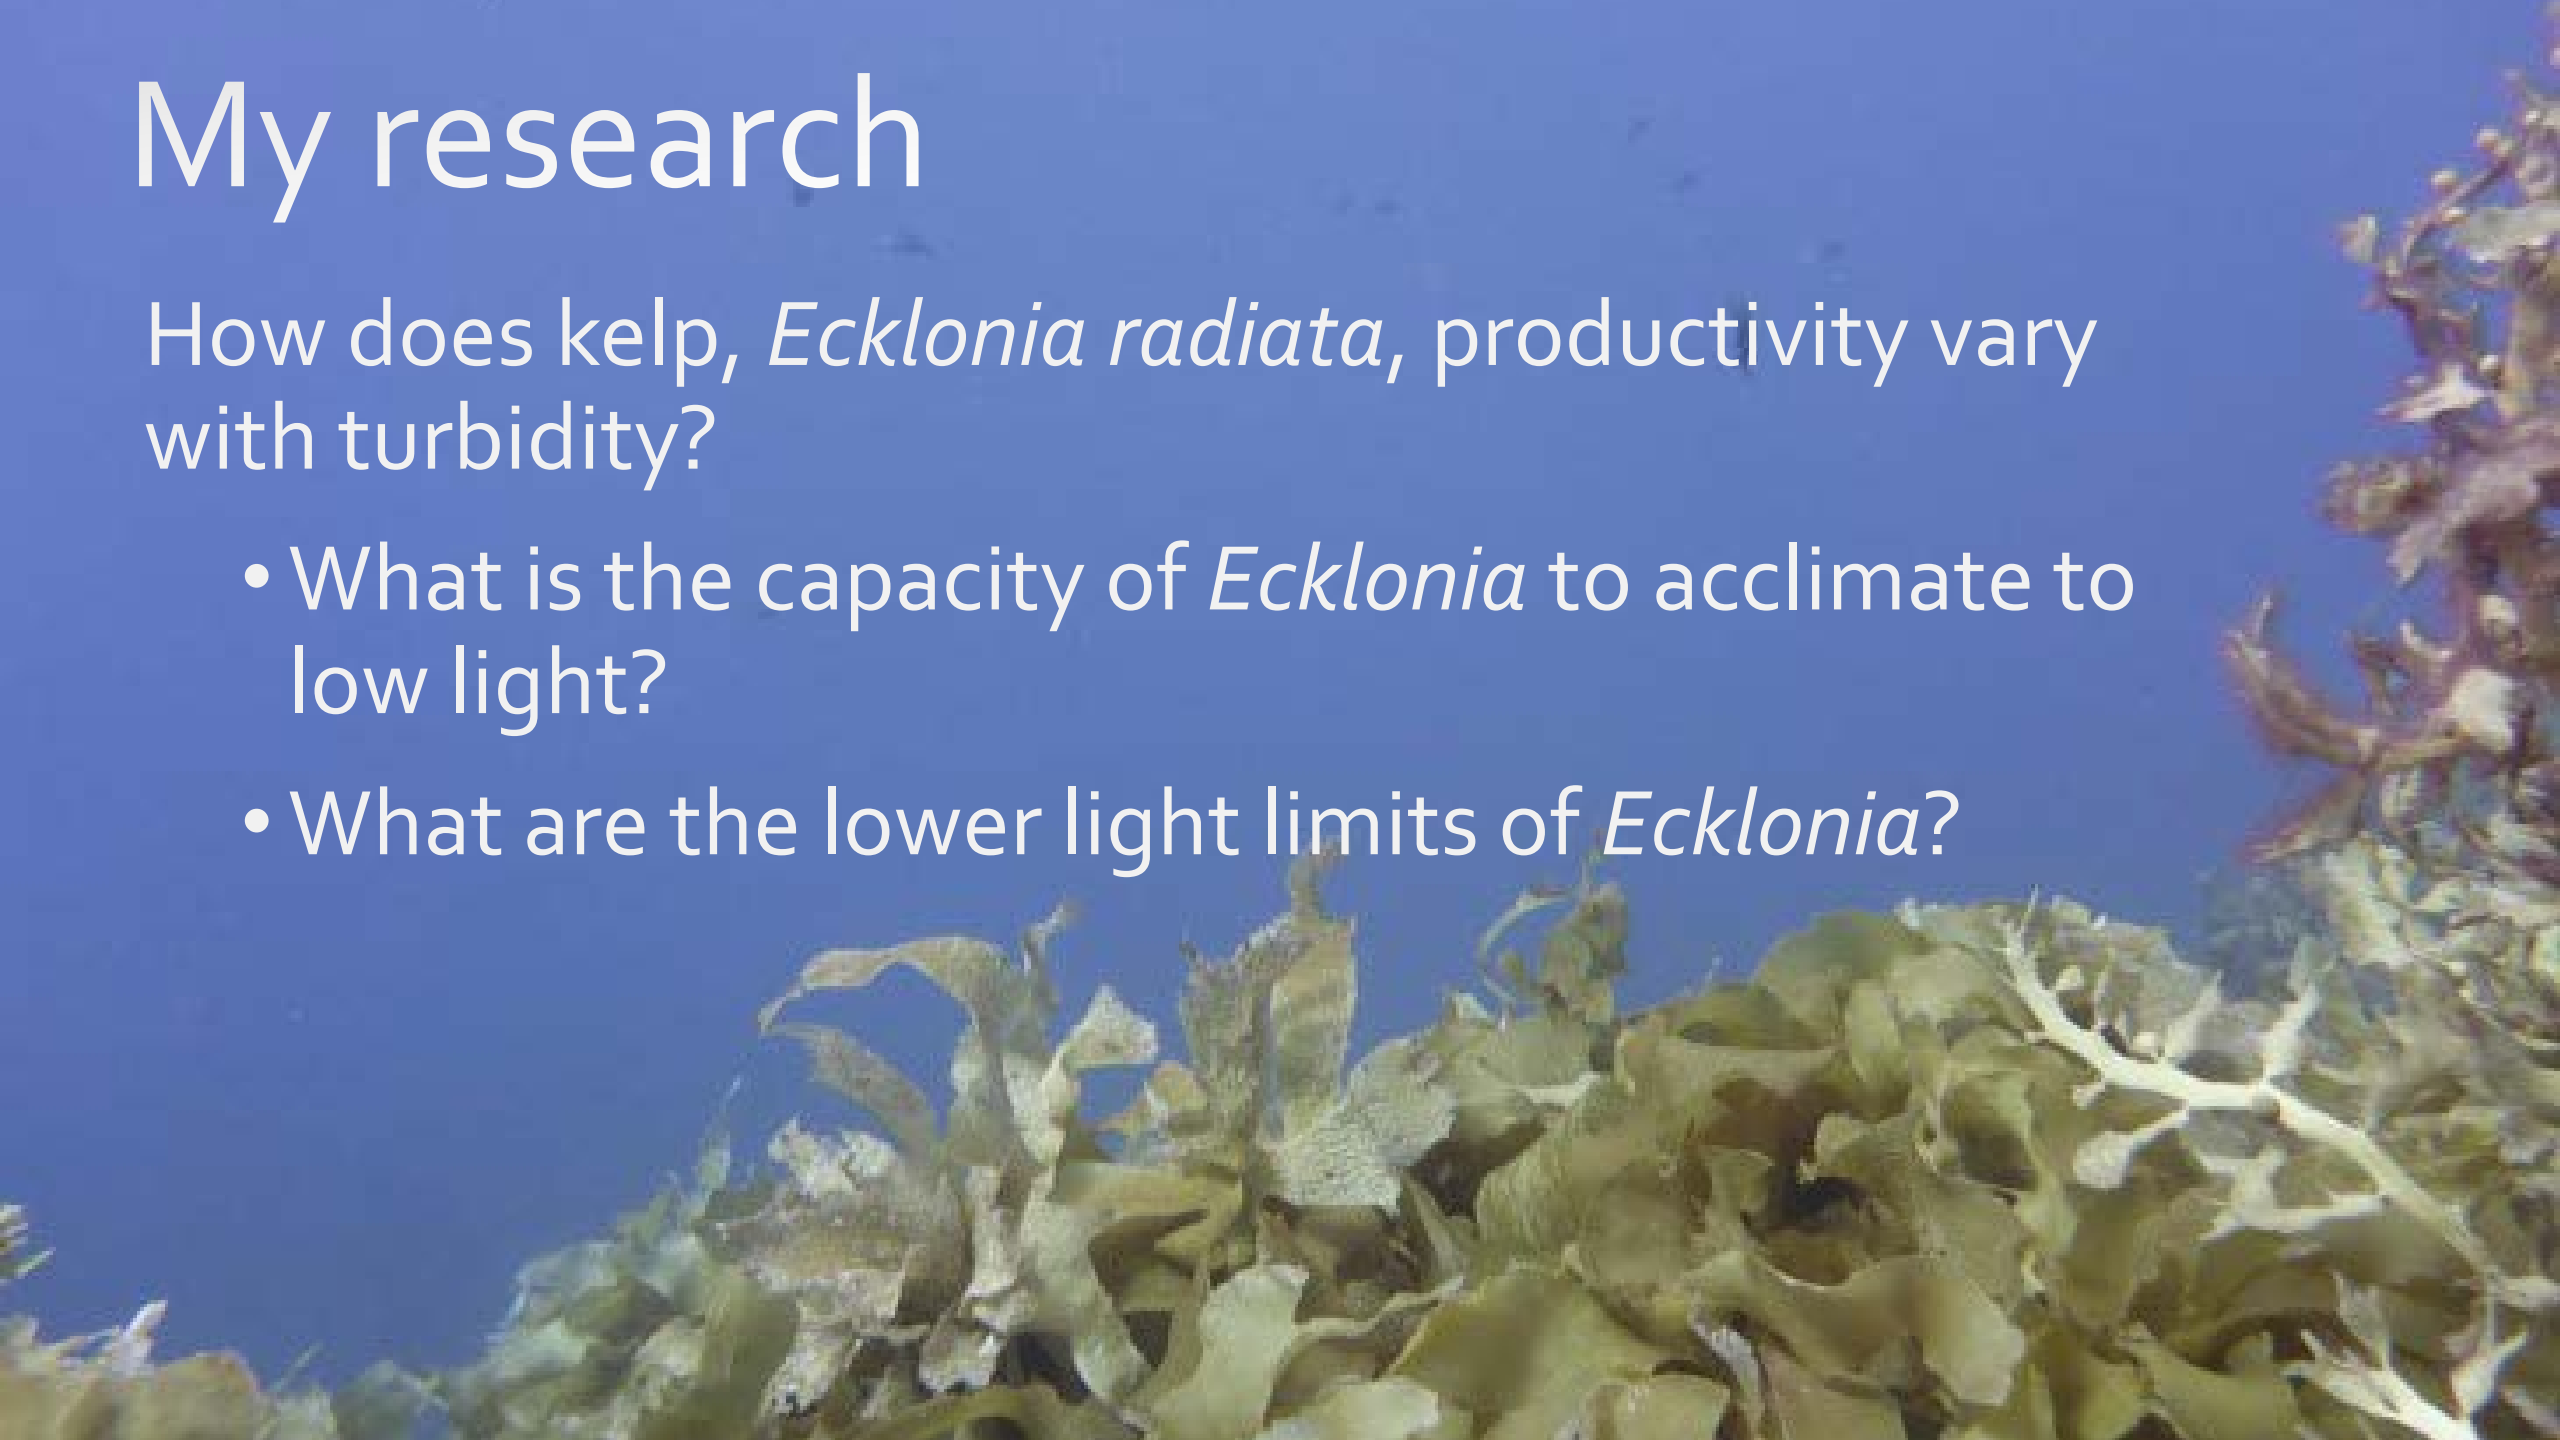 My research
How does kelp, Ecklonia radiata, productivity vary
with turbidity?
• What is the capacity of Ecklonia to acclimate to
low light?
• What are the lower light limits of Ecklonia?